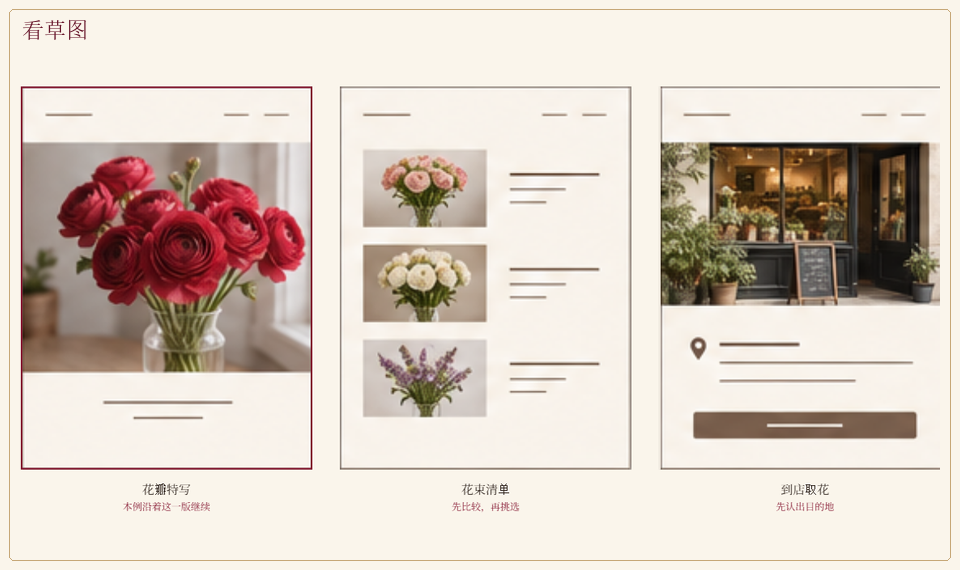 看草图
花瓣特写
本例沿着这一版继续
花束清单
先比较，再挑选
到店取花
先认出目的地